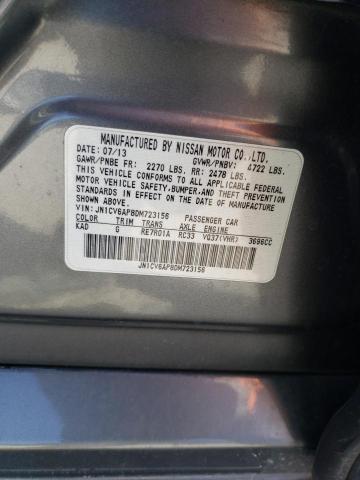 MANUFACTURED BY NISSAN MOTOR CO.,LTD.
DATE: 07/13 GVWR/PNBV: 4722 LBS.
GAWR/PNBE FR: 2270 LBS. RR: 2478 LBS.
THIS VEHICLE CONFORMS TO ALL APPLICABLE FEDERAL
MOTOR VEHICLE SAFETY,BUMPER,AND THEFT PREVENTION
STANDARDS IN EFFECT ON THE DATE OF MANUFACTURE
SHOWN ABOVE.
VIN: JN1CV6AP8DM723156 PASSENGER CAR
COLOR TRIM TRANS AXLE ENGINE
KAD G RE7R01A RC33 VQ37(VHR) 3696CC
JN1CV6AP8DM723156